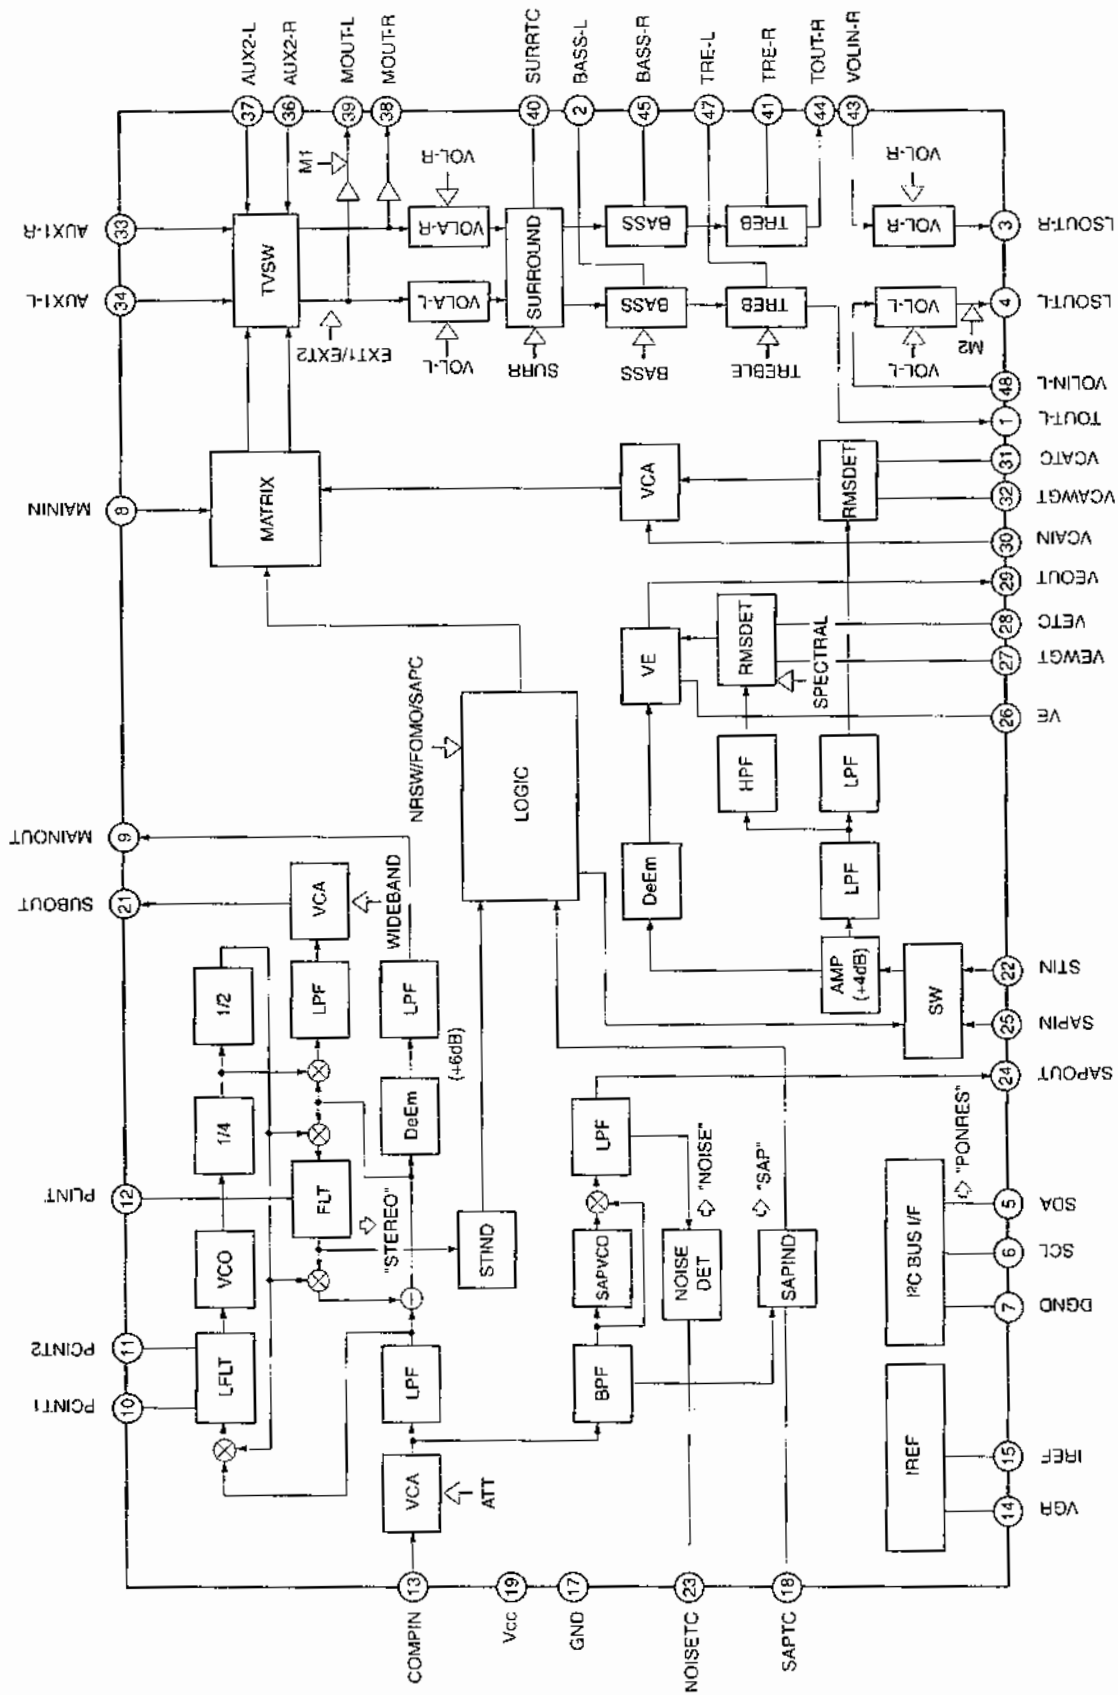 AUX2-L
AUX2-R
MOUT-L
MOUT-R
SURRTC
BASS-L
BASS-R
TRE-L
TRE-R
TOUT-R
VOLIN-R
37
36
39
38
40
2
45
47
41
44
43
AUX1-R
33
AUX1-L
34
TVSW
M1
EXT1/EXT2
VOL-R
VOLA-R
VOLA-L
VOL-L
SURROUND
SURR
BASS
BASS
BASS
TREB
TREB
TREBLE
VOL-R
VOL-R
VOL-L
VOL-L
M2
3
LSOUT-R
4
LSOUT-L
48
VOLIN-L
1
TOUT-L
31
VCATC
32
VCAWGT
30
VCAIN
29
VEOUT
28
VETC
27
VEWGT
26
VE
MAININ
8
MATRIX
VCA
RMSDET
VE
RMSDET
SPECTRAL
HPF
LPF
LPF
DeEm
AMP
(+4dB)
SW
NRSW/FOMO/SAPC
LOGIC
MAINOUT
9
SUBOUT
21
VCA
WIDEBAND
LPF
LPF
(+6dB)
DeEm
1/2
1/4
PLINT
12
FLT
"STEREO"
VCO
STIND
PCINT2
11
PCINT1
10
LFLT
LPF
VCA
ATT
BPF
SAPVCO
LPF
NOISE
DET
"NOISE"
SAPIND
"SAP"
I²C BUS I/F
"PONRES"
IREF
22
STIN
25
SAPIN
24
SAPOUT
5
SDA
6
SCL
7
DGND
15
IREF
14
VGR
13
COMPIN
19
Vcc
17
GND
23
NOISETC
18
SAPTC